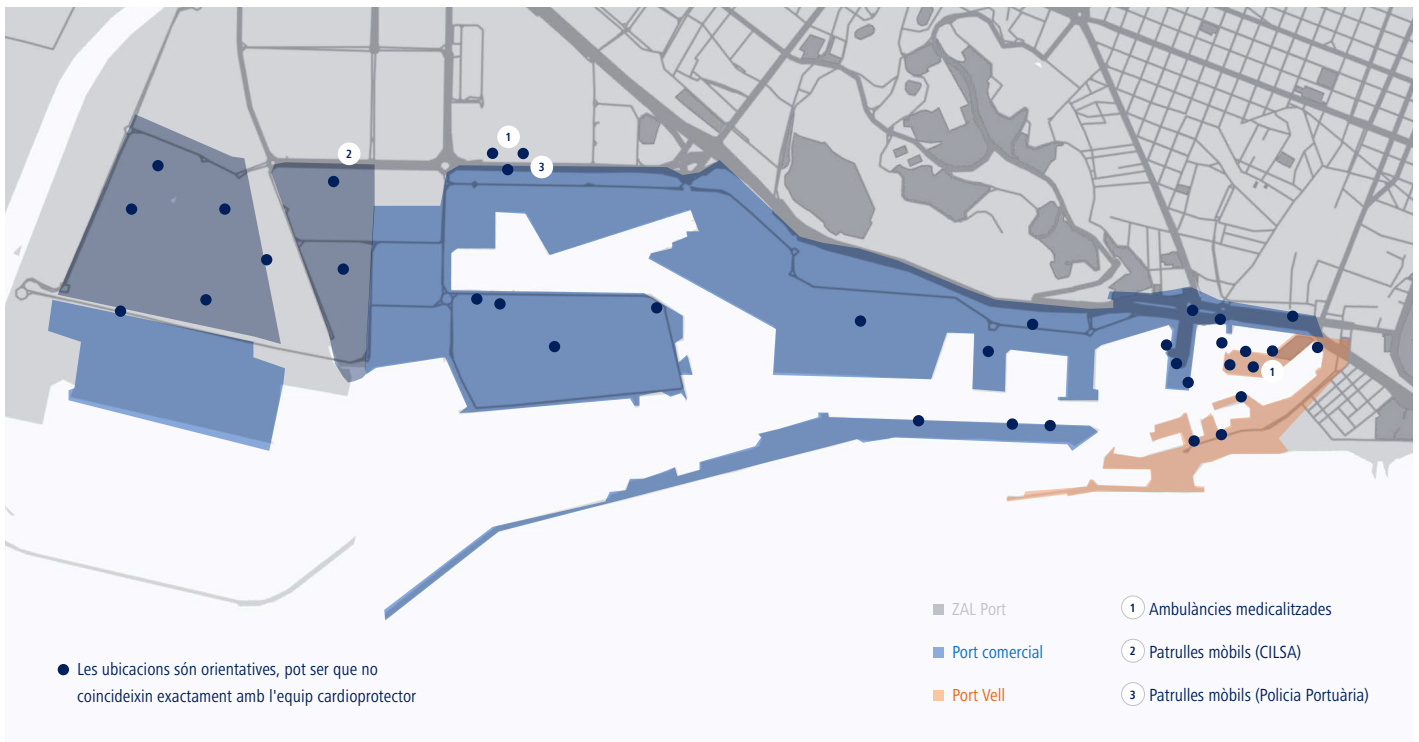 1
2
3
1
ZAL Port
1 Ambulàncies medicalitzades
Port comercial
2 Patrulles mòbils (CILSA)
Les ubicacions són orientatives, pot ser que no
coincideixin exactament amb l'equip cardioprotector
Port Vell
3 Patrulles mòbils (Policia Portuària)